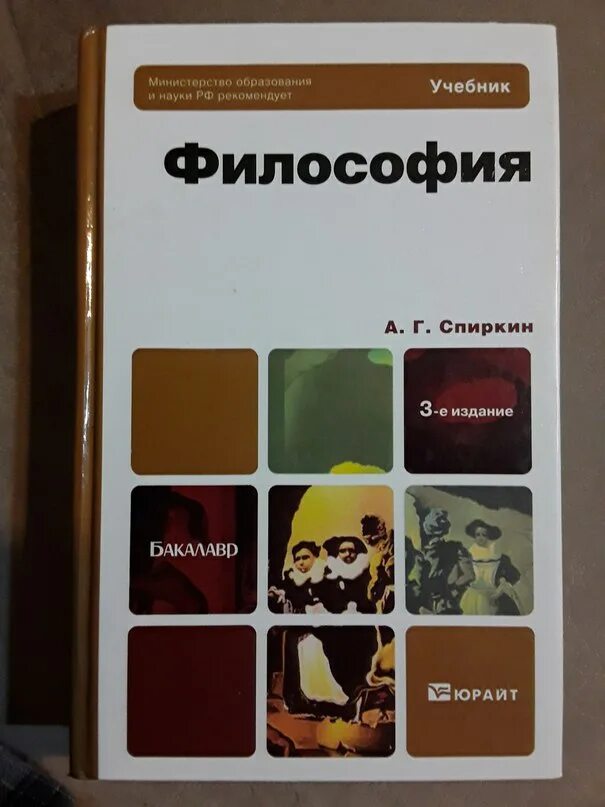 Министерство образования
и науки РФ рекомендует
Учебник
Философия
А. Г. Спиркин
3-е издание
Бакалавр
ЮРАЙТ